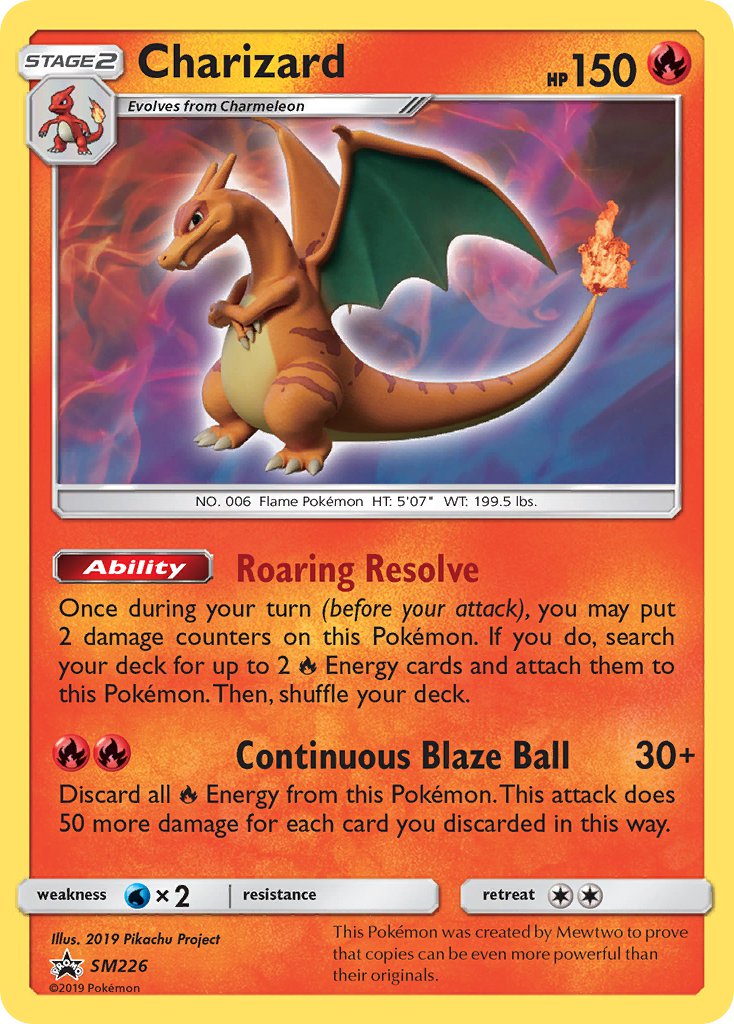 STAGE2
Charizard
HP 150
Evolves from Charmeleon
NO. 006 Flame Pokémon HT: 5'07" WT: 199.5 lbs.
Ability Roaring Resolve
Once during your turn (before your attack), you may put
2 damage counters on this Pokémon. If you do, search
your deck for up to 2 Energy cards and attach them to
this Pokémon. Then, shuffle your deck.
Continuous Blaze Ball 30+
Discard all Energy from this Pokémon. This attack does
50 more damage for each card you discarded in this way.
weakness ×2 resistance retreat
Illus. 2019 Pikachu Project
PROMO SM226
©2019 Pokémon
This Pokémon was created by Mewtwo to prove
that copies can be even more powerful than
their originals.